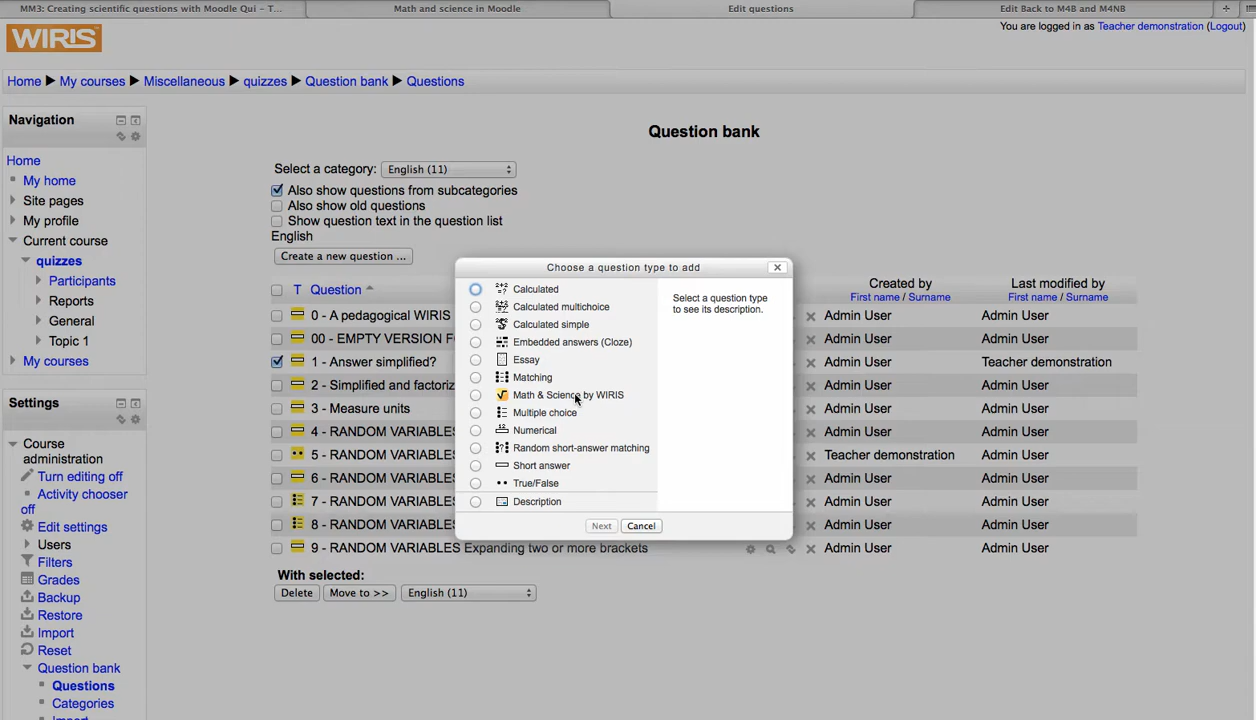 MM3: Creating scientific questions with Moodle Qui – T...
Math and science in Moodle
Edit questions
Edit Back to M4B and M4NB
WIRIS
You are logged in as Teacher demonstration (Logout)
Home ▶ My courses ▶ Miscellaneous ▶ quizzes ▶ Question bank ▶ Questions
Navigation
Home
My home
Site pages
My profile
Current course
quizzes
Participants
Reports
General
Topic 1
My courses
Settings
Course
administration
Turn editing off
Activity chooser
off
Edit settings
Users
Filters
Grades
Backup
Restore
Import
Reset
Question bank
Questions
Categories
Import
Question bank
Select a category: English (11)
Also show questions from subcategories
Also show old questions
Show question text in the question list
English
Create a new question ...
T Question
Created by
First name / Surname
Last modified by
First name / Surname
0 - A pedagogical WIRIS
Admin User
Admin User
00 - EMPTY VERSION
Admin User
Admin User
1 - Answer simplified?
Admin User
Teacher demonstration
2 - Simplified and
Admin User
Admin User
3 - Measure units
Admin User
Admin User
4 - RANDOM VARIABLES
Admin User
Admin User
5 - RANDOM VARIABLES
Teacher demonstration
Admin User
6 - RANDOM VARIABLES
Admin User
Admin User
7 - RANDOM VARIABLES
Admin User
Admin User
8 - RANDOM VARIABLES
Admin User
Admin User
9 - RANDOM VARIABLES Expanding two or more brackets
Admin User
Admin User
With selected:
Delete
Move to >>
English (11)
Choose a question type to add
Calculated
Calculated multichoice
Calculated simple
Embedded answers (Cloze)
Essay
Matching
Math & Science by WIRIS
Multiple choice
Numerical
Random short-answer matching
Short answer
True/False
Description
Select a question type
to see its description.
Next
Cancel